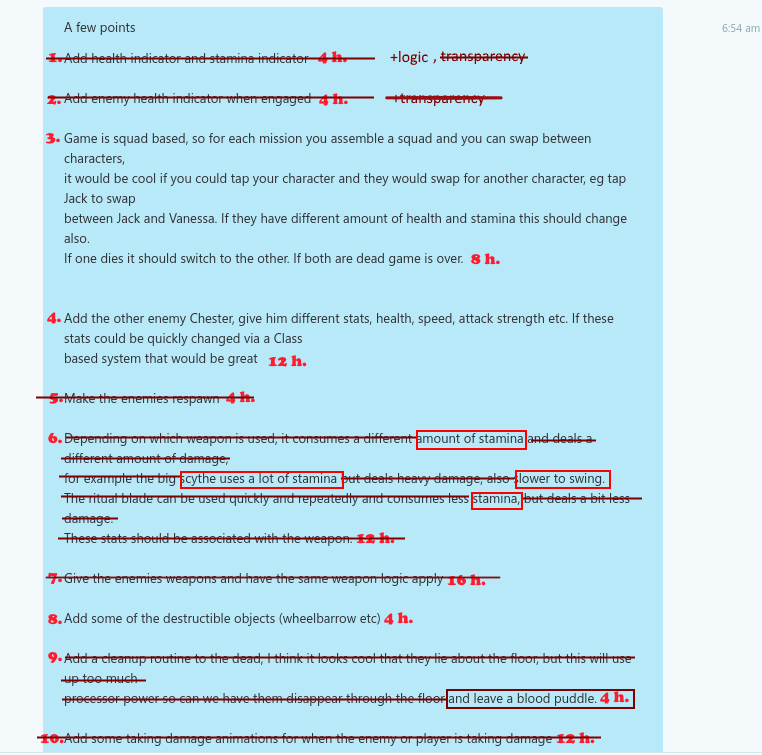 A few points
6:54 am
1. Add health indicator and stamina indicator 4 h. +logic , transparency
2. Add enemy health indicator when engaged 4 h. +transparency
3. Game is squad based, so for each mission you assemble a squad and you can swap between
characters,
it would be cool if you could tap your character and they would swap for another character, eg tap
Jack to swap
between Jack and Vanessa. If they have different amount of health and stamina this should change
also.
If one dies it should switch to the other. If both are dead game is over. 8 h.
4. Add the other enemy Chester, give him different stats, health, speed, attack strength etc. If these
stats could be quickly changed via a Class
based system that would be great 12 h.
5. Make the enemies respawn 4 h.
6. Depending on which weapon is used, it consumes a different amount of stamina and deals a
different amount of damage,
for example the big scythe uses a lot of stamina but deals heavy damage, also slower to swing.
The ritual blade can be used quickly and repeatedly and consumes less stamina, but deals a bit less
damage.
These stats should be associated with the weapon. 12 h.
7. Give the enemies weapons and have the same weapon logic apply 16 h.
8. Add some of the destructible objects (wheelbarrow etc) 4 h.
9. Add a cleanup routine to the dead, I think it looks cool that they lie about the floor, but this will use
up too much
processor power so can we have them disappear through the floor and leave a blood puddle. 4 h.
10. Add some taking damage animations for when the enemy or player is taking damage 12 h.